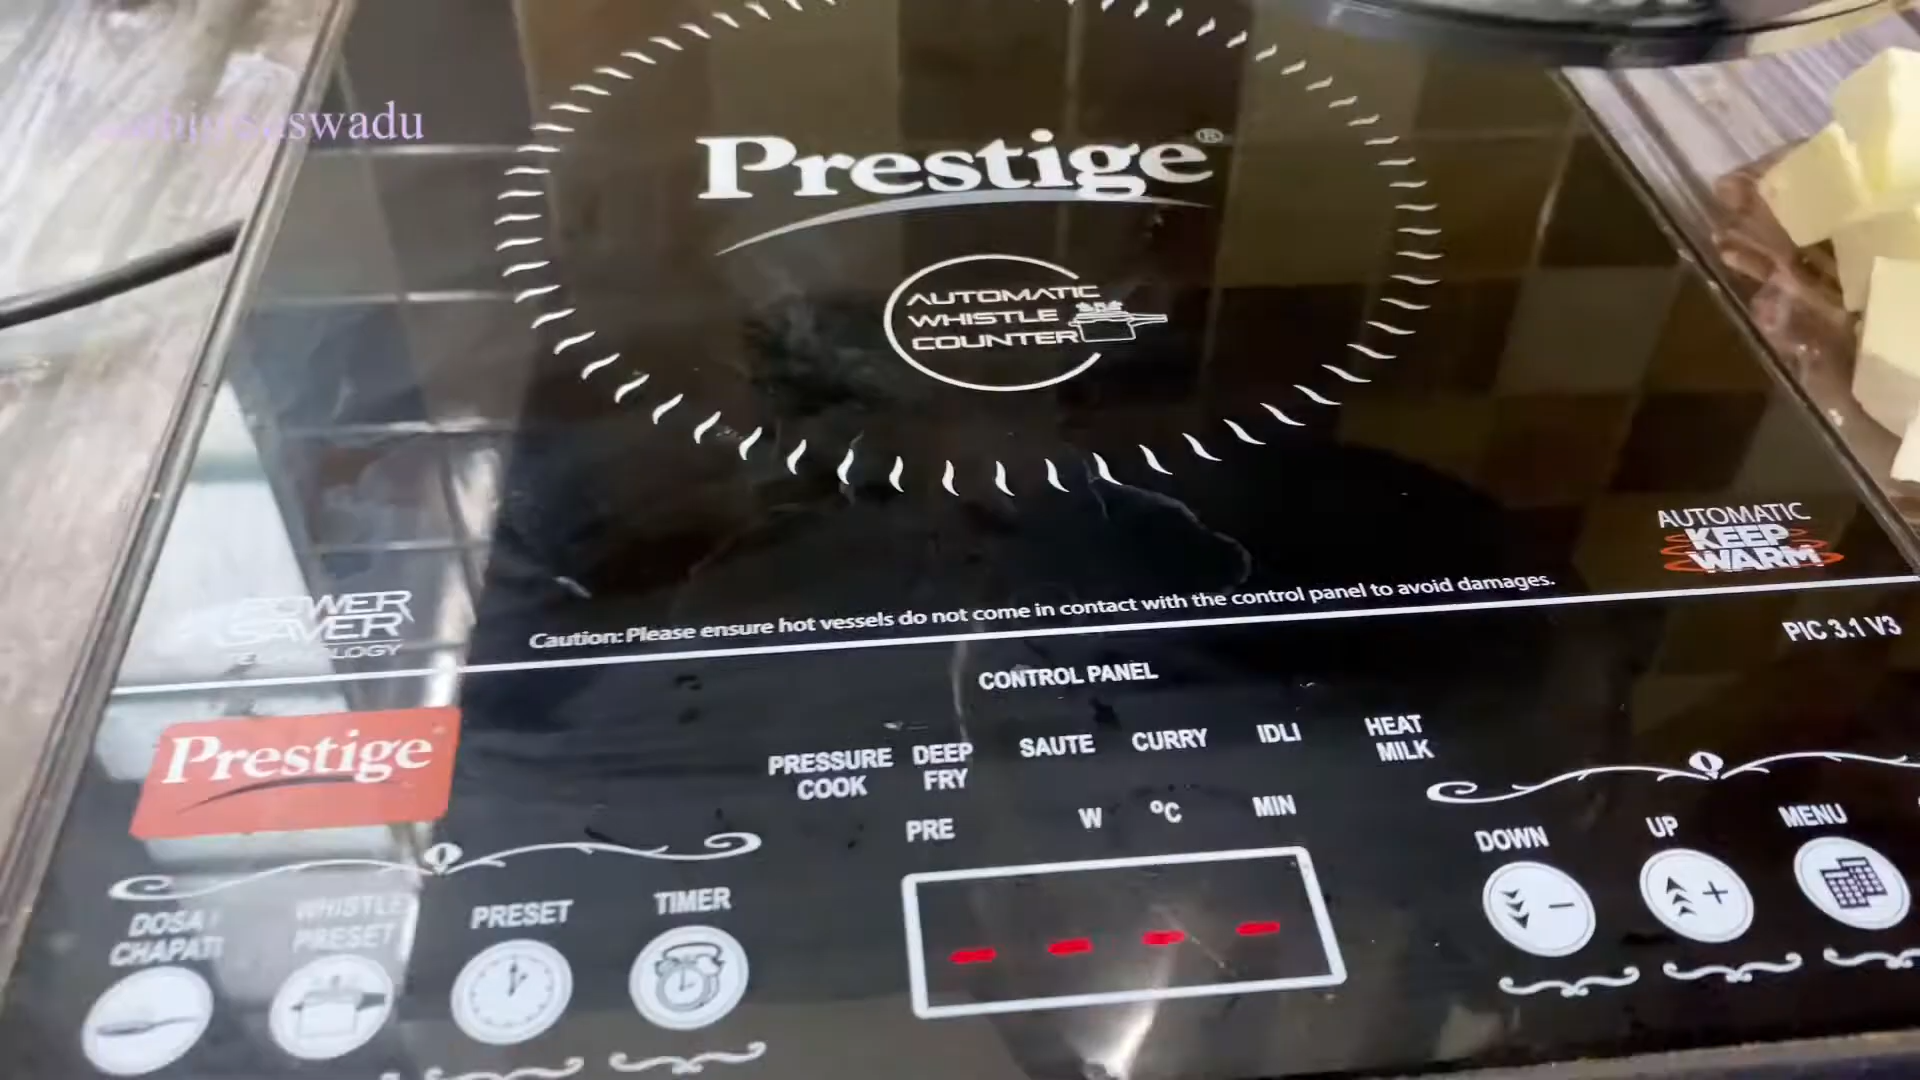 Prestige®
AUTOMATIC
WHISTLE
COUNTER
AUTOMATIC
KEEP
WARM
POWER
SAVER
TECHNOLOGY
Caution: Please ensure hot vessels do not come in contact with the control panel to avoid damages.
PIC 3.1 V3
CONTROL PANEL
Prestige
PRESSURE
COOK
DEEP
FRY
SAUTE
CURRY
IDLI
HEAT
MILK
PRE
W
ºC
MIN
DOSA /
CHAPATI
WHISTLE
PRESET
PRESET
TIMER
- - - -
DOWN
UP
MENU